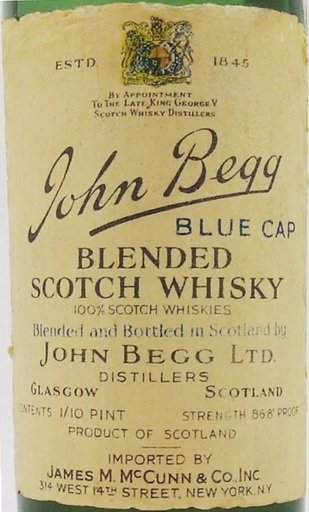 ESTD 1845
BY APPOINTMENT
TO THE LATE KING GEORGE V
SCOTCH WHISKY DISTILLERS
John Begg
BLUE CAP
BLENDED
SCOTCH WHISKY
100% SCOTCH WHISKIES
Blended and Bottled in Scotland by
JOHN BEGG LTD.
DISTILLERS
GLASGOW SCOTLAND
CONTENTS 1/10 PINT STRENGTH 86.8° PROOF
PRODUCT OF SCOTLAND
IMPORTED BY
JAMES M. MCCUNN & CO., INC.
314 WEST 14TH STREET, NEW YORK, N.Y.